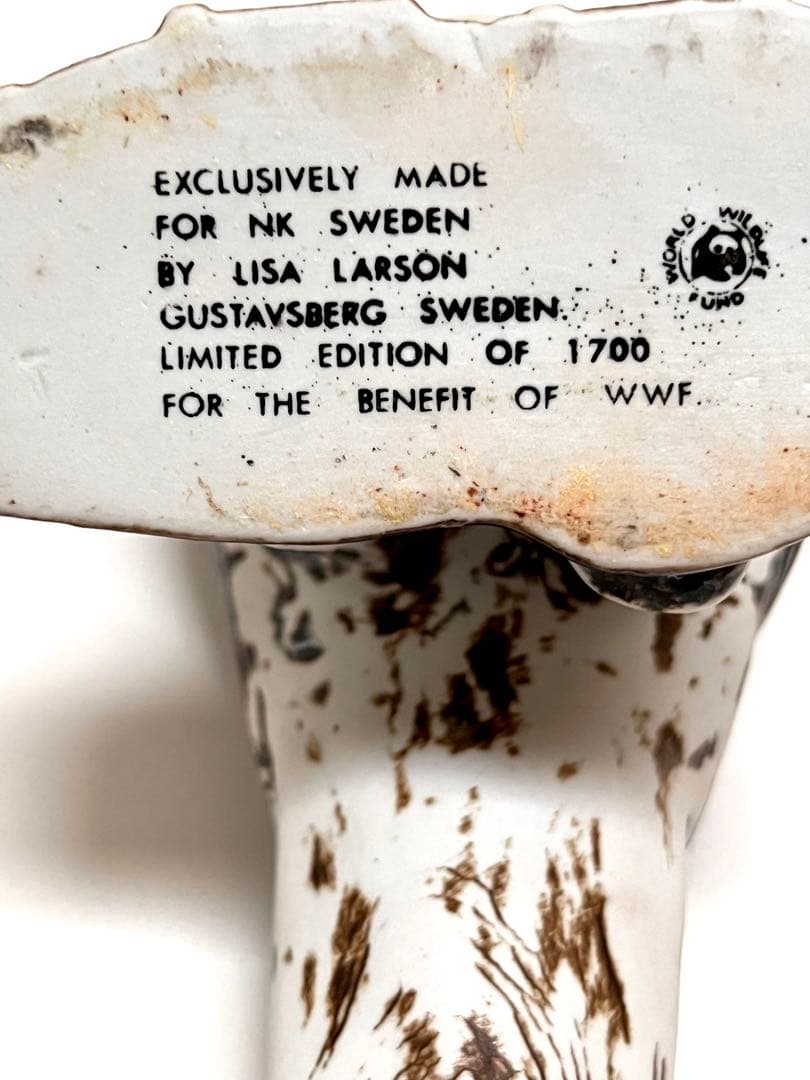 EXCLUSIVELY MADE
FOR NK SWEDEN
BY LISA LARSON
GUSTAVSBERG SWEDEN.
LIMITED EDITION OF 1700
FOR THE BENEFIT OF WWF.
WORLD WILDLIFE FUND